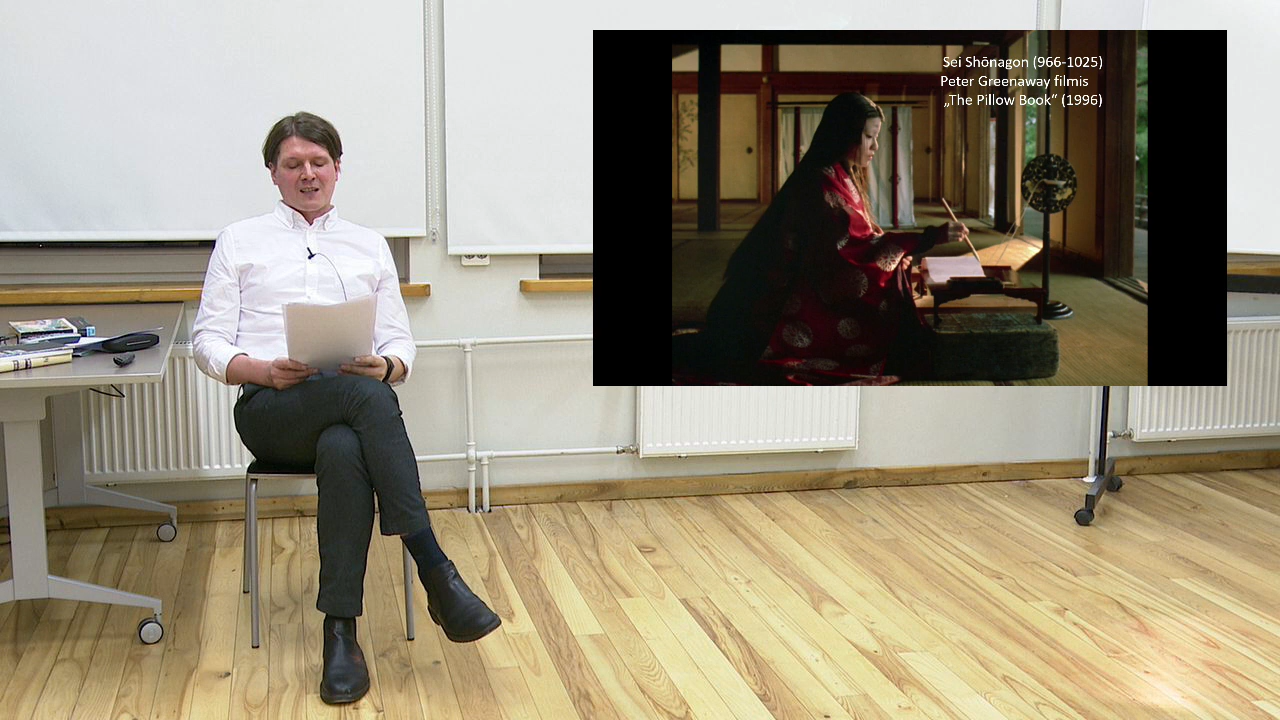 Sei Shōnagon (966-1025)
Peter Greenaway filmis
„The Pillow Book“ (1996)